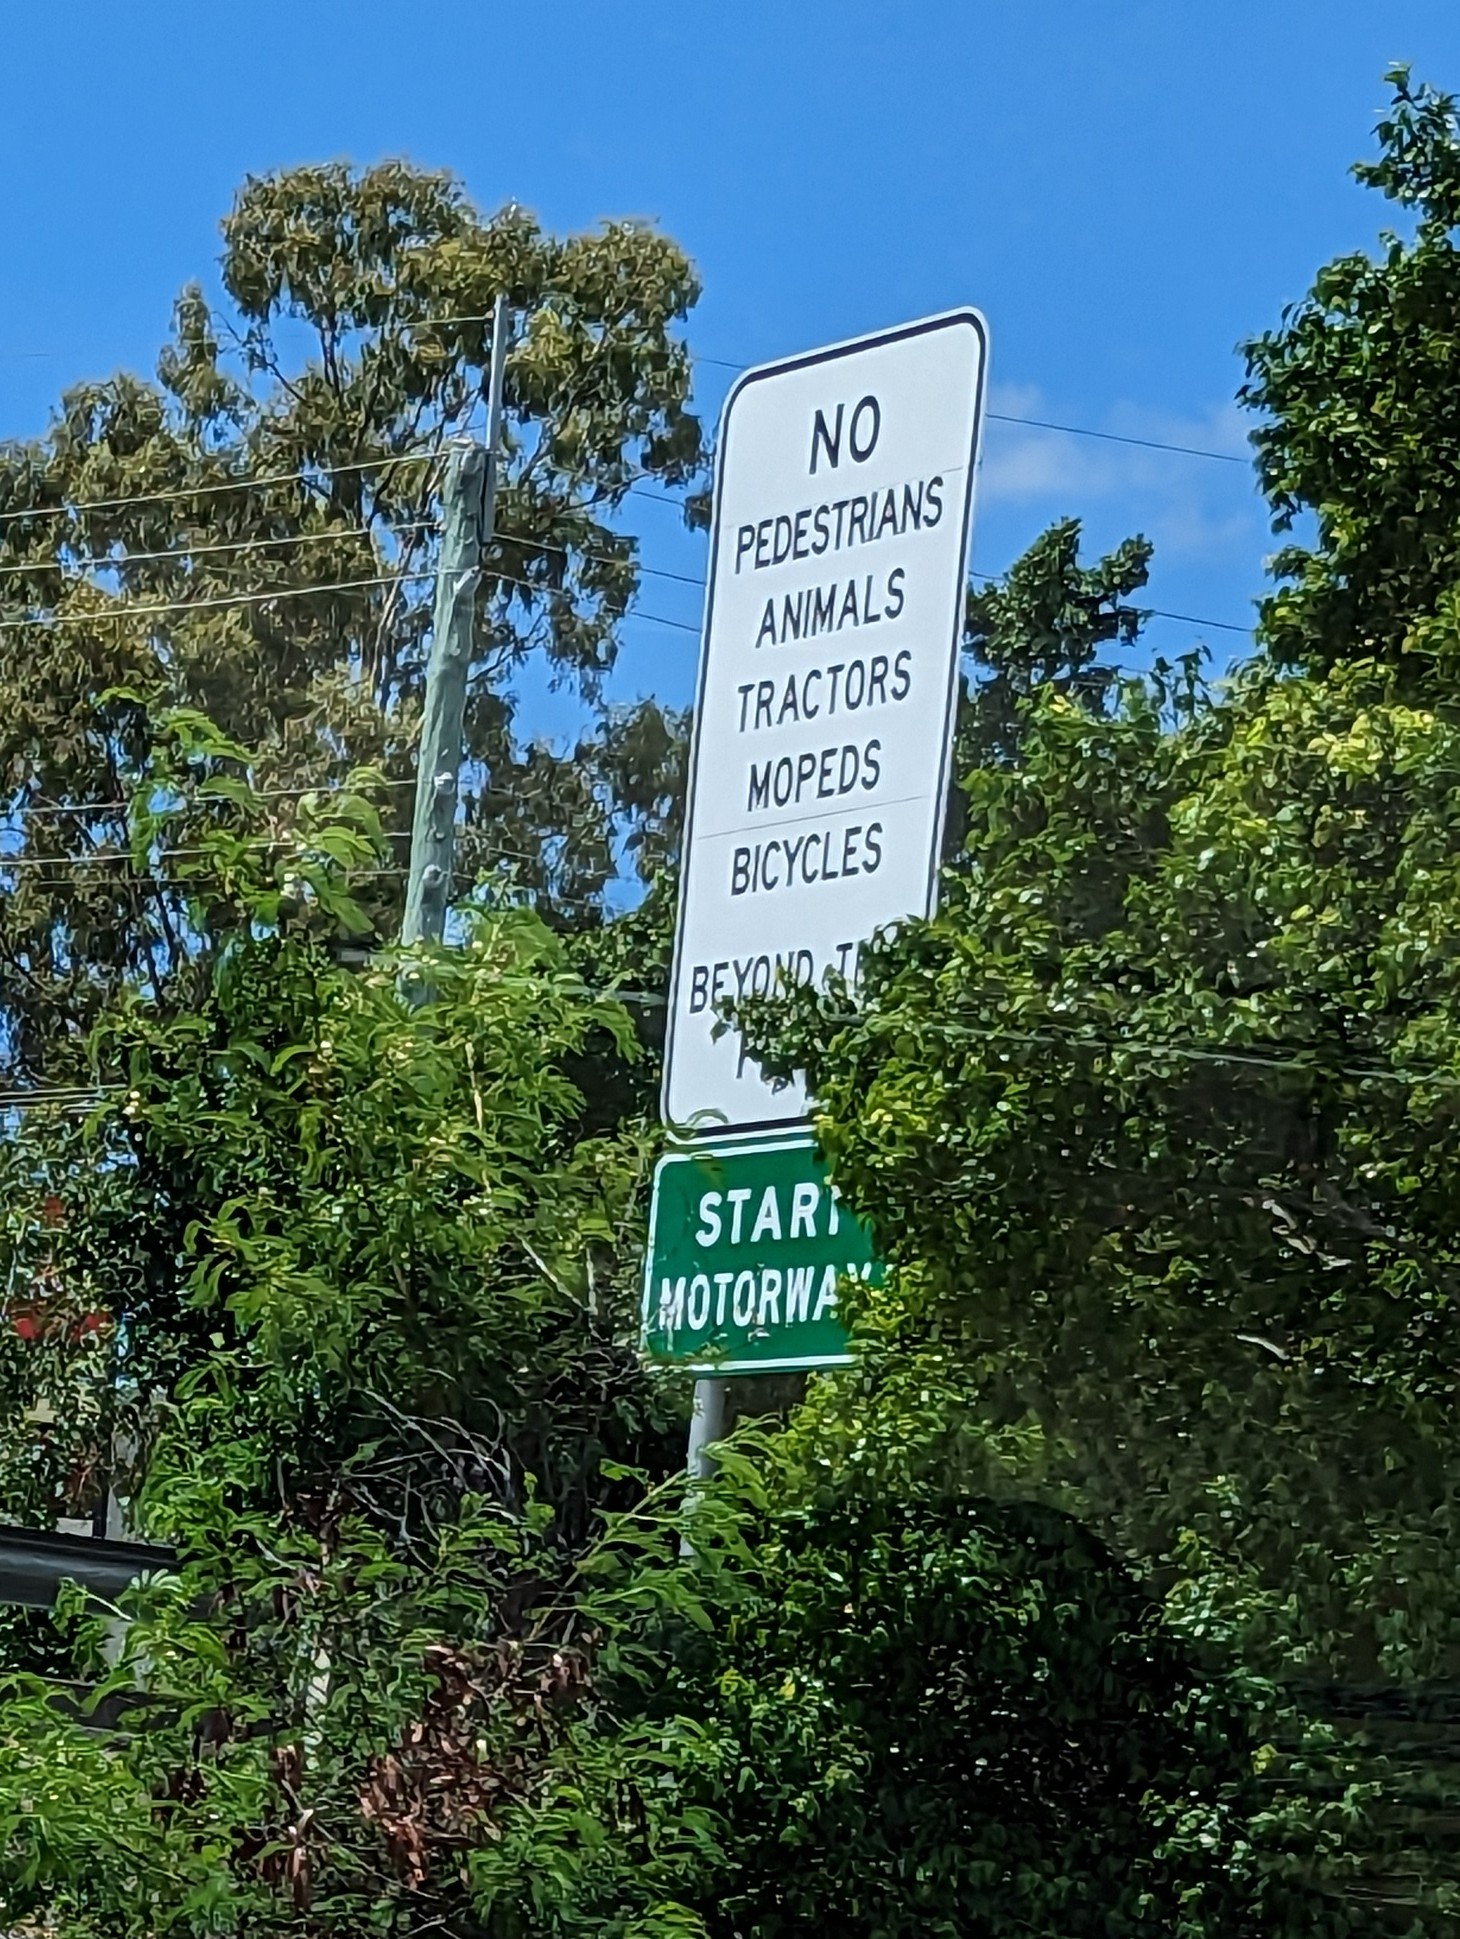 NO
PEDESTRIANS
ANIMALS
TRACTORS
MOPEDS
BICYCLES
BEYOND
START
MOTORWAY